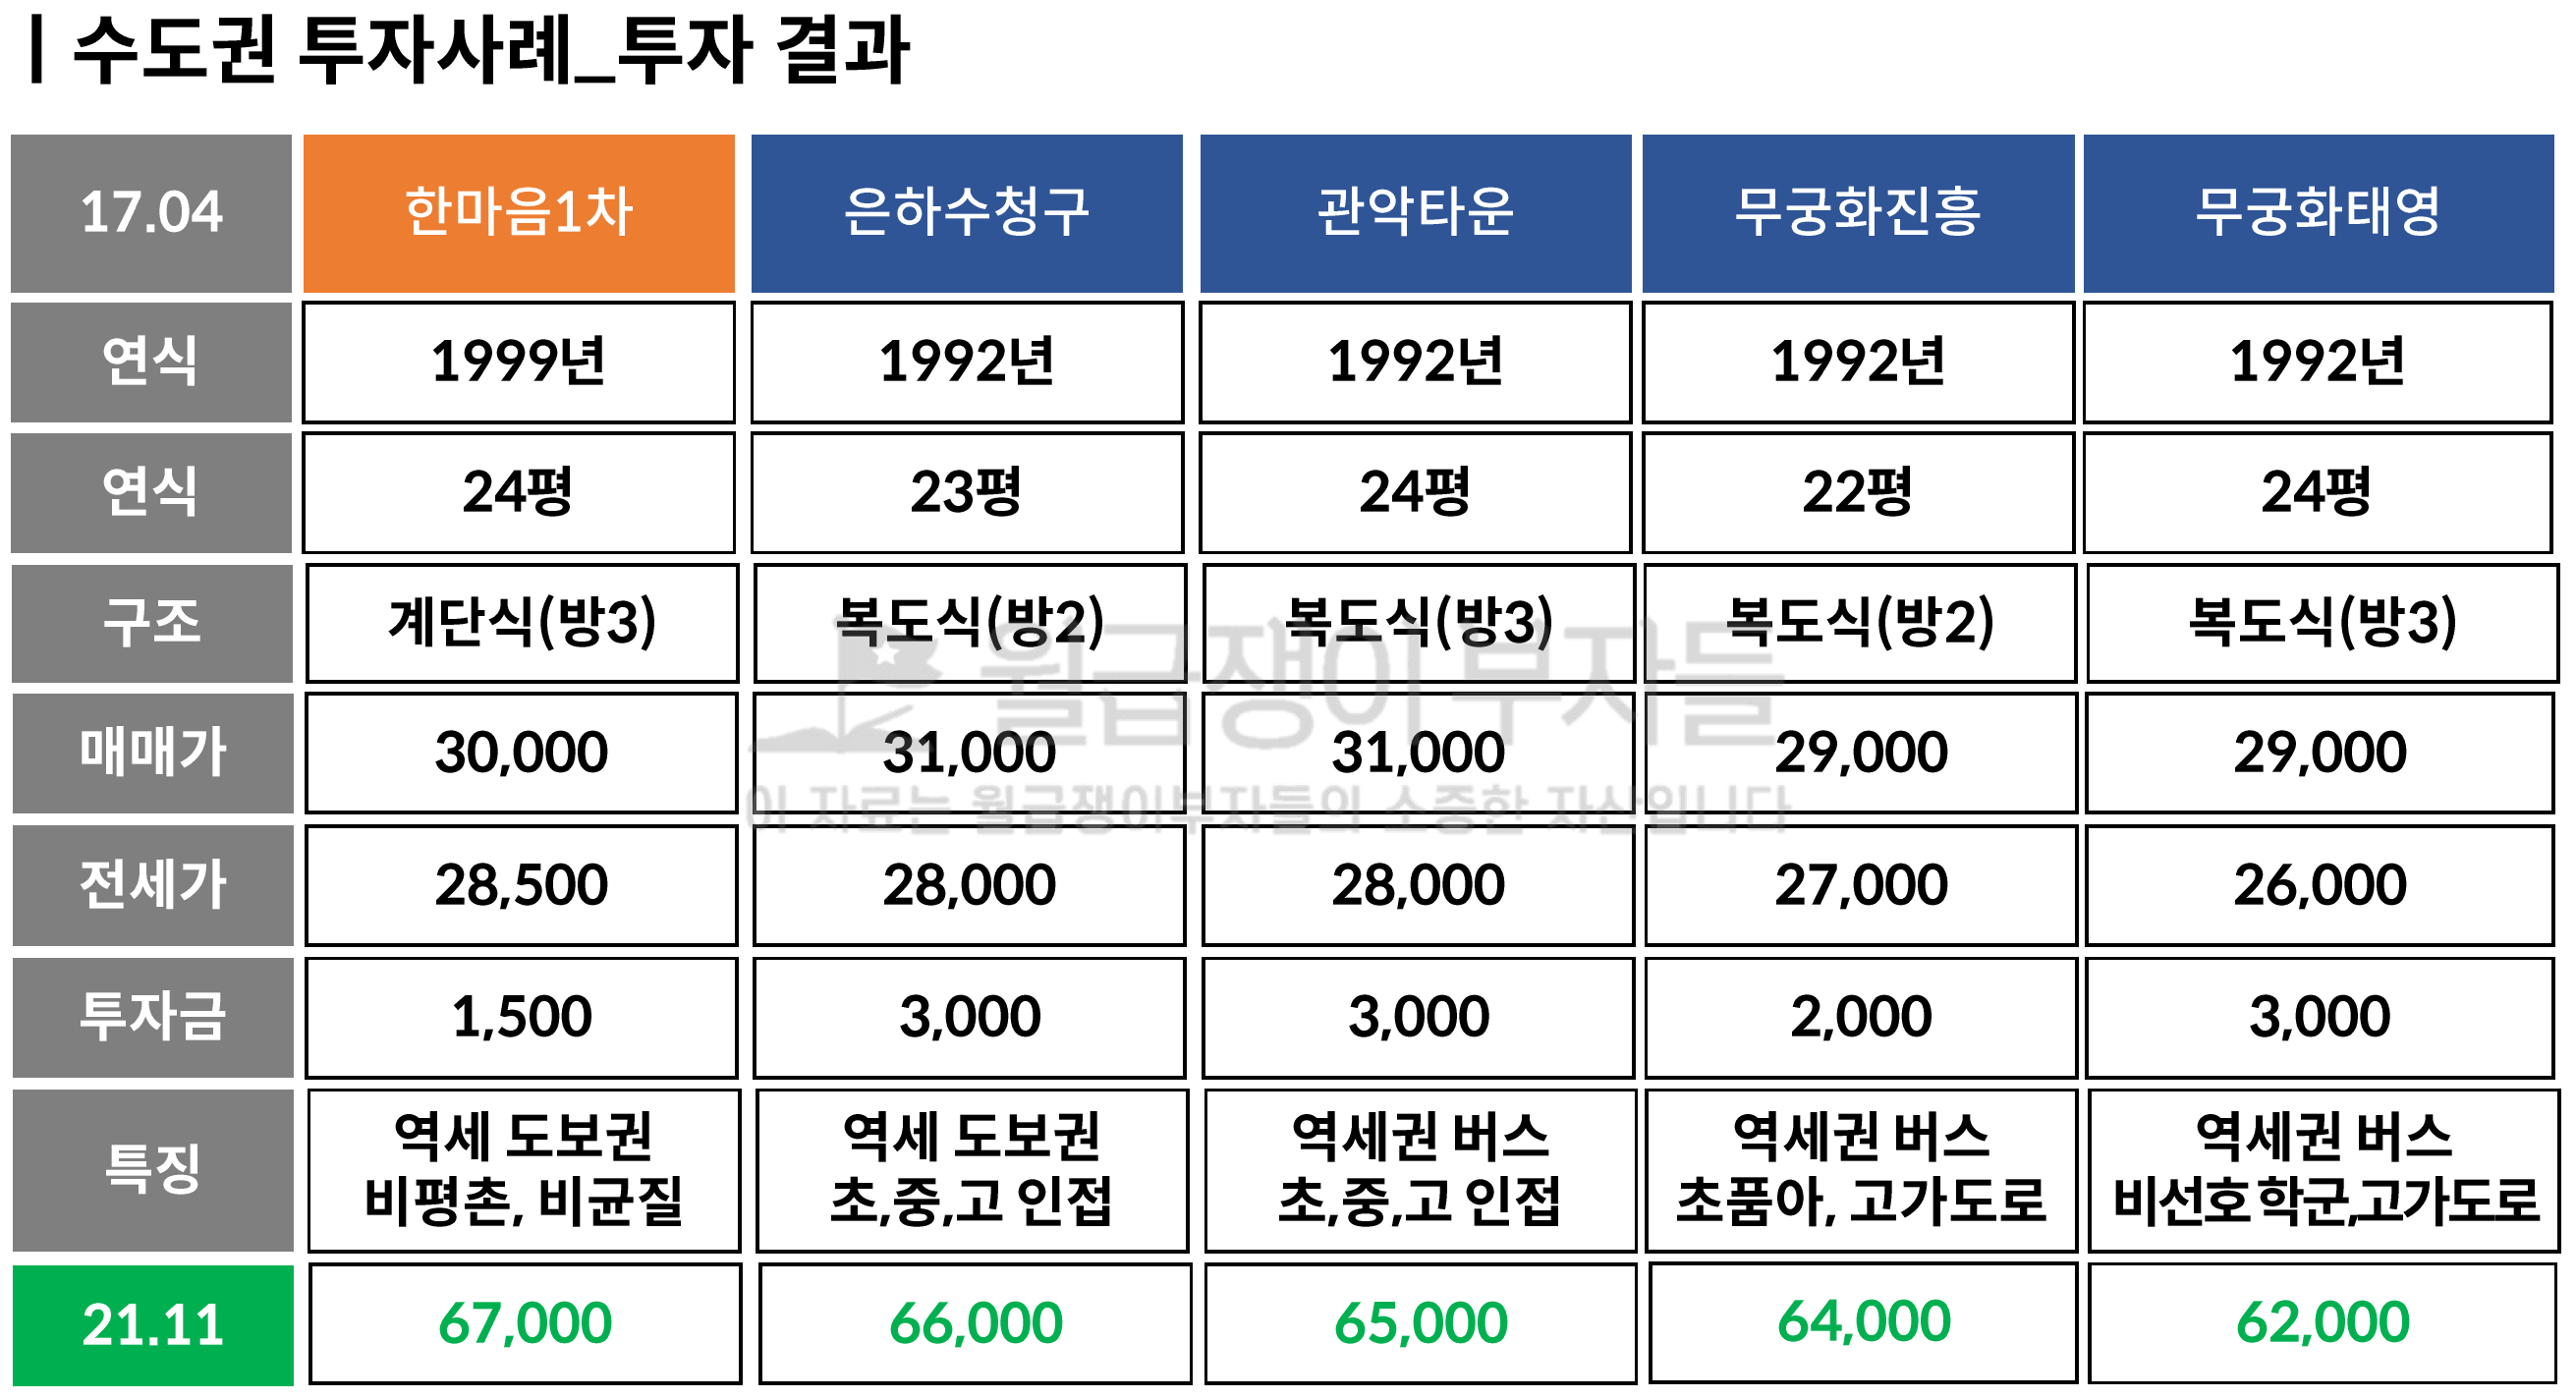 | 수도권 투자사례_투자 결과
17.04 한마음1차 은하수청구 관악타운 무궁화진흥 무궁화태영
연식 1999년 1992년 1992년 1992년 1992년
연식 24평 23평 24평 22평 24평
구조 계단식(방3) 복도식(방2) 복도식(방3) 복도식(방2) 복도식(방3)
월급쟁이부자들
매매가 30,000 31,000 31,000 29,000 29,000
이 자료는 월급쟁이부자들의 소중한 자산입니다
전세가 28,500 28,000 28,000 27,000 26,000
투자금 1,500 3,000 3,000 2,000 3,000
특징 역세 도보권 역세 도보권 역세권 버스 역세권 버스 역세권 버스
비평촌, 비균질 초,중,고 인접 초,중,고 인접 초품아, 고가도로 비선호 학군,고가도로
21.11 67,000 66,000 65,000 64,000 62,000